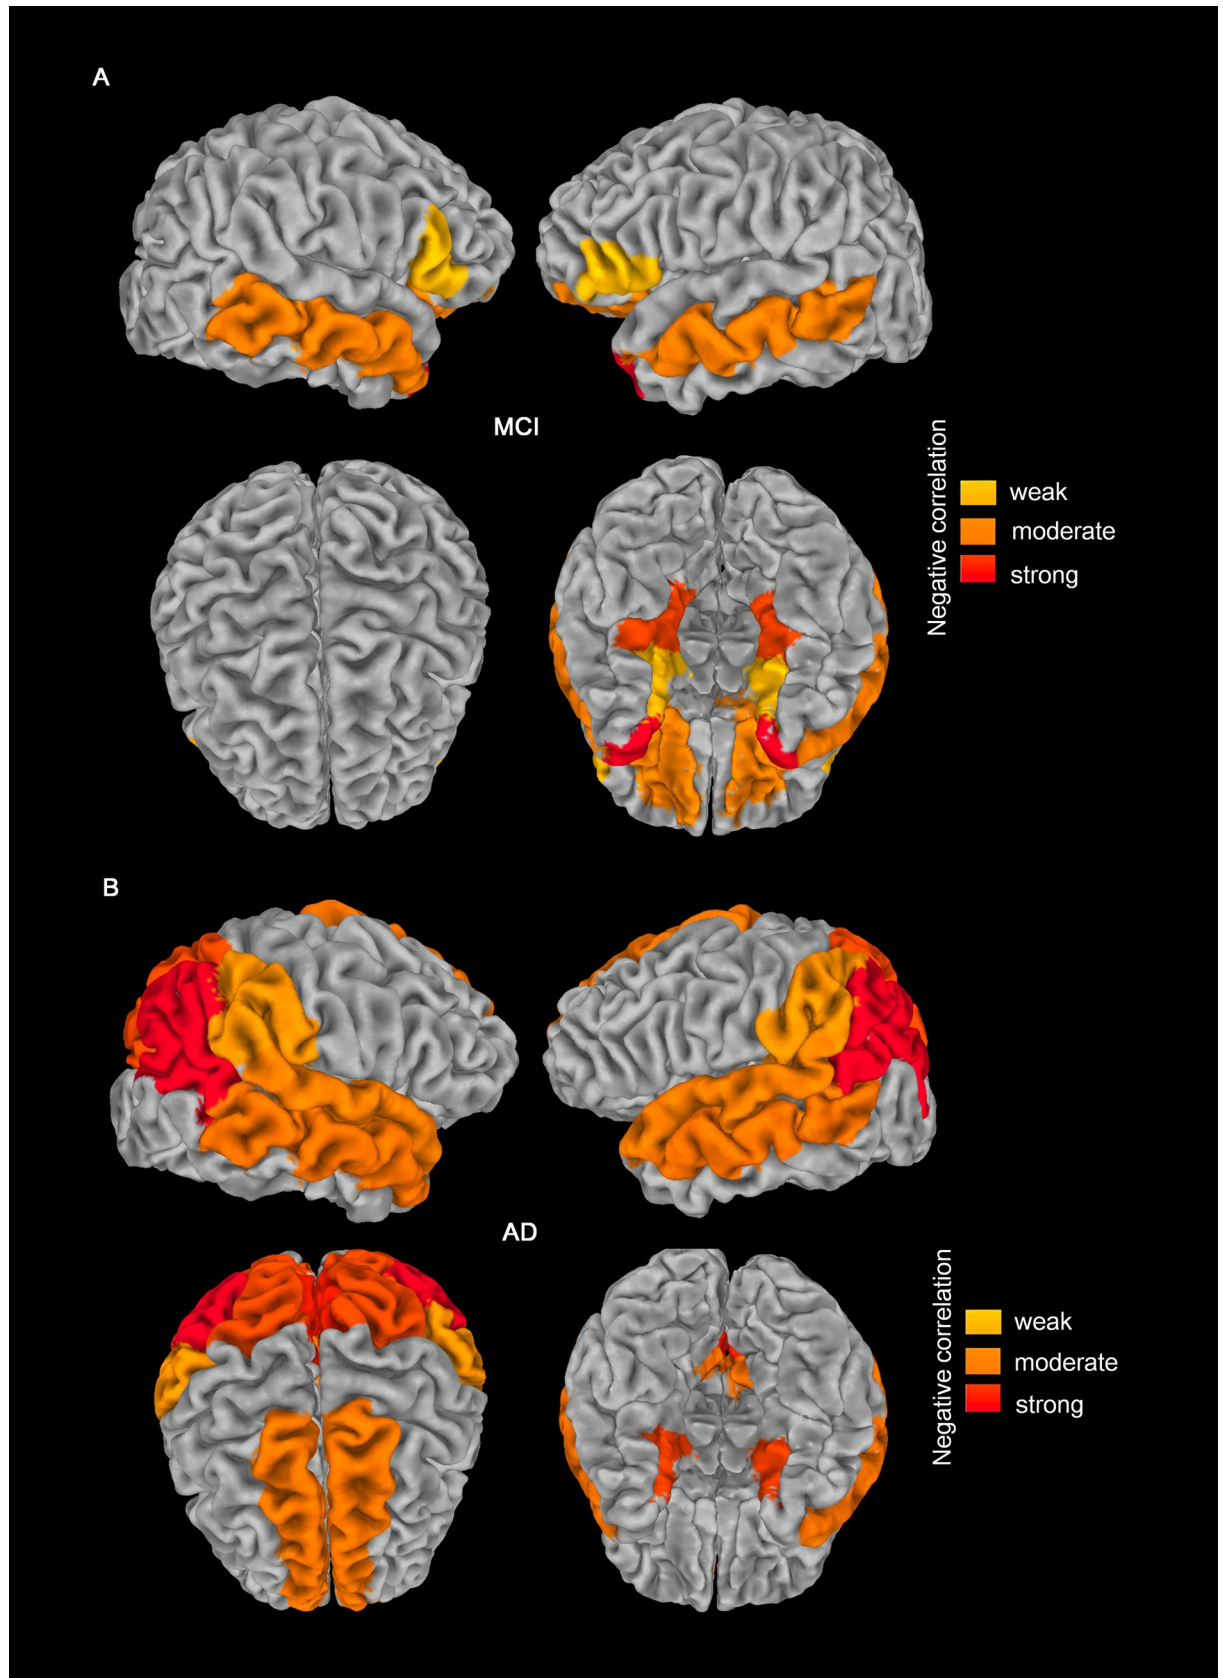 A
MCI
Negative correlation
weak
moderate
strong
B
AD
Negative correlation
weak
moderate
strong